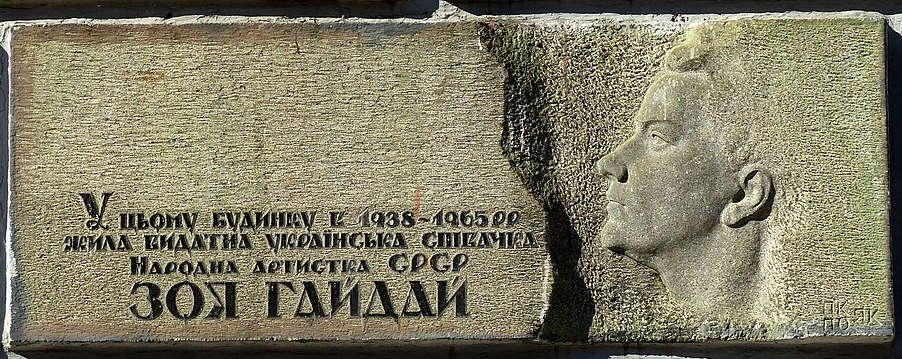 У цьому будинку в 1938-1965 рр
жила видатна українська співачка
Народна артистка СРСР
ЗОЯ ГАЙДАЙ